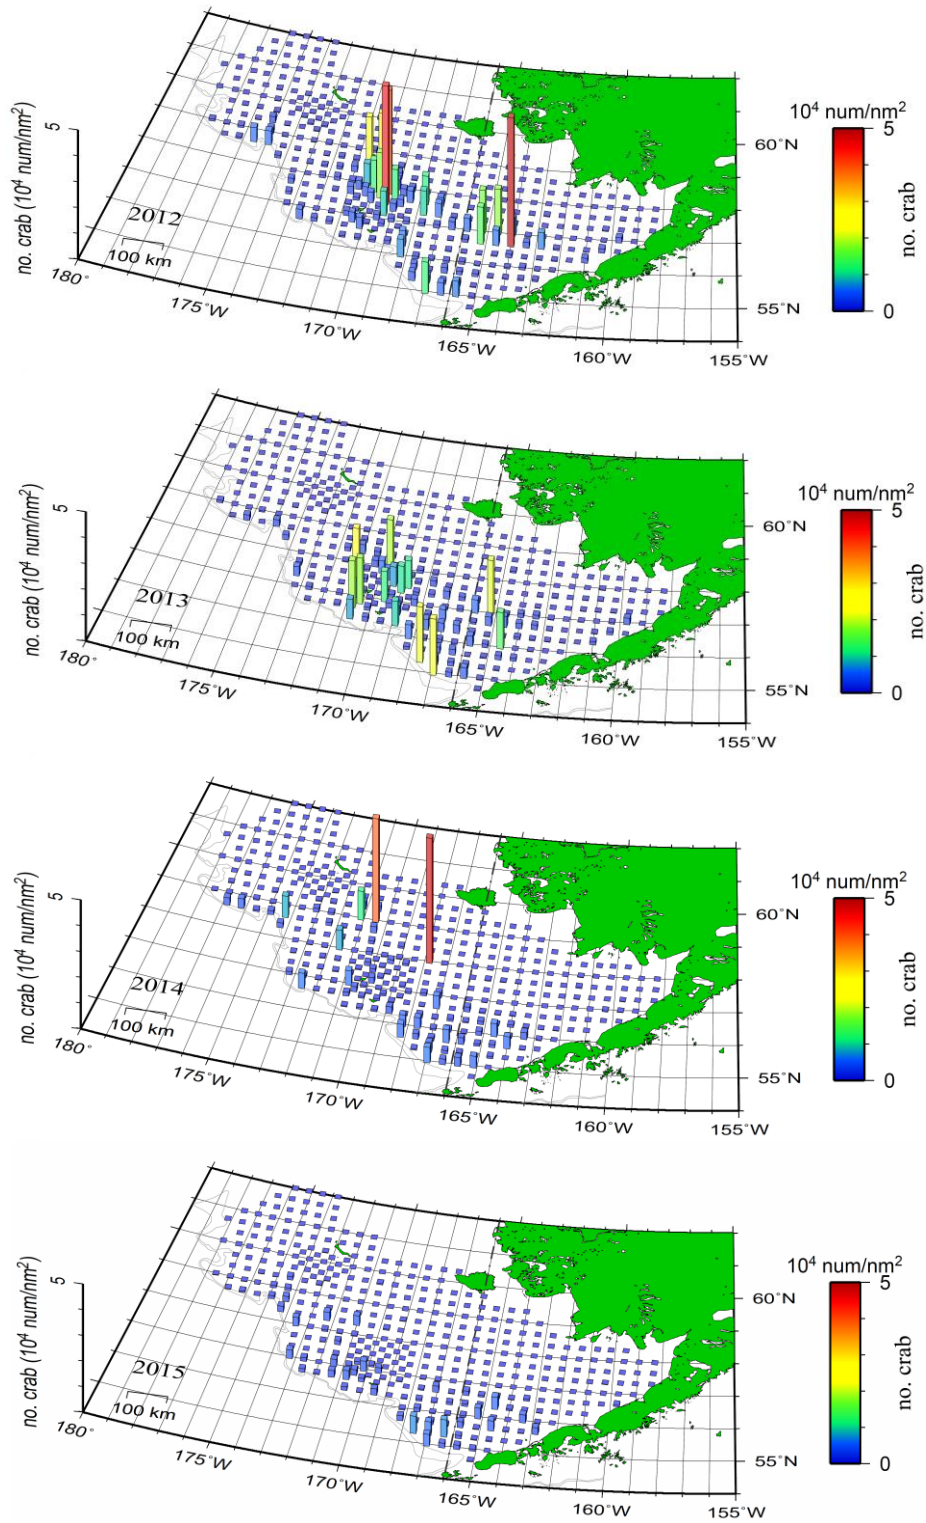 10⁴ num/nm²
5
0
no. crab
no. crab (10⁴ num/nm²)
5
2012
100 km
180°
175°W
170°W
165°W
160°W
155°W
60°N
55°N
10⁴ num/nm²
5
0
no. crab
no. crab (10⁴ num/nm²)
5
2013
100 km
180°
175°W
170°W
165°W
160°W
155°W
60°N
55°N
10⁴ num/nm²
5
0
no. crab
no. crab (10⁴ num/nm²)
5
2014
100 km
180°
175°W
170°W
165°W
160°W
155°W
60°N
55°N
10⁴ num/nm²
5
0
no. crab
no. crab (10⁴ num/nm²)
5
2015
100 km
180°
175°W
170°W
165°W
160°W
155°W
60°N
55°N